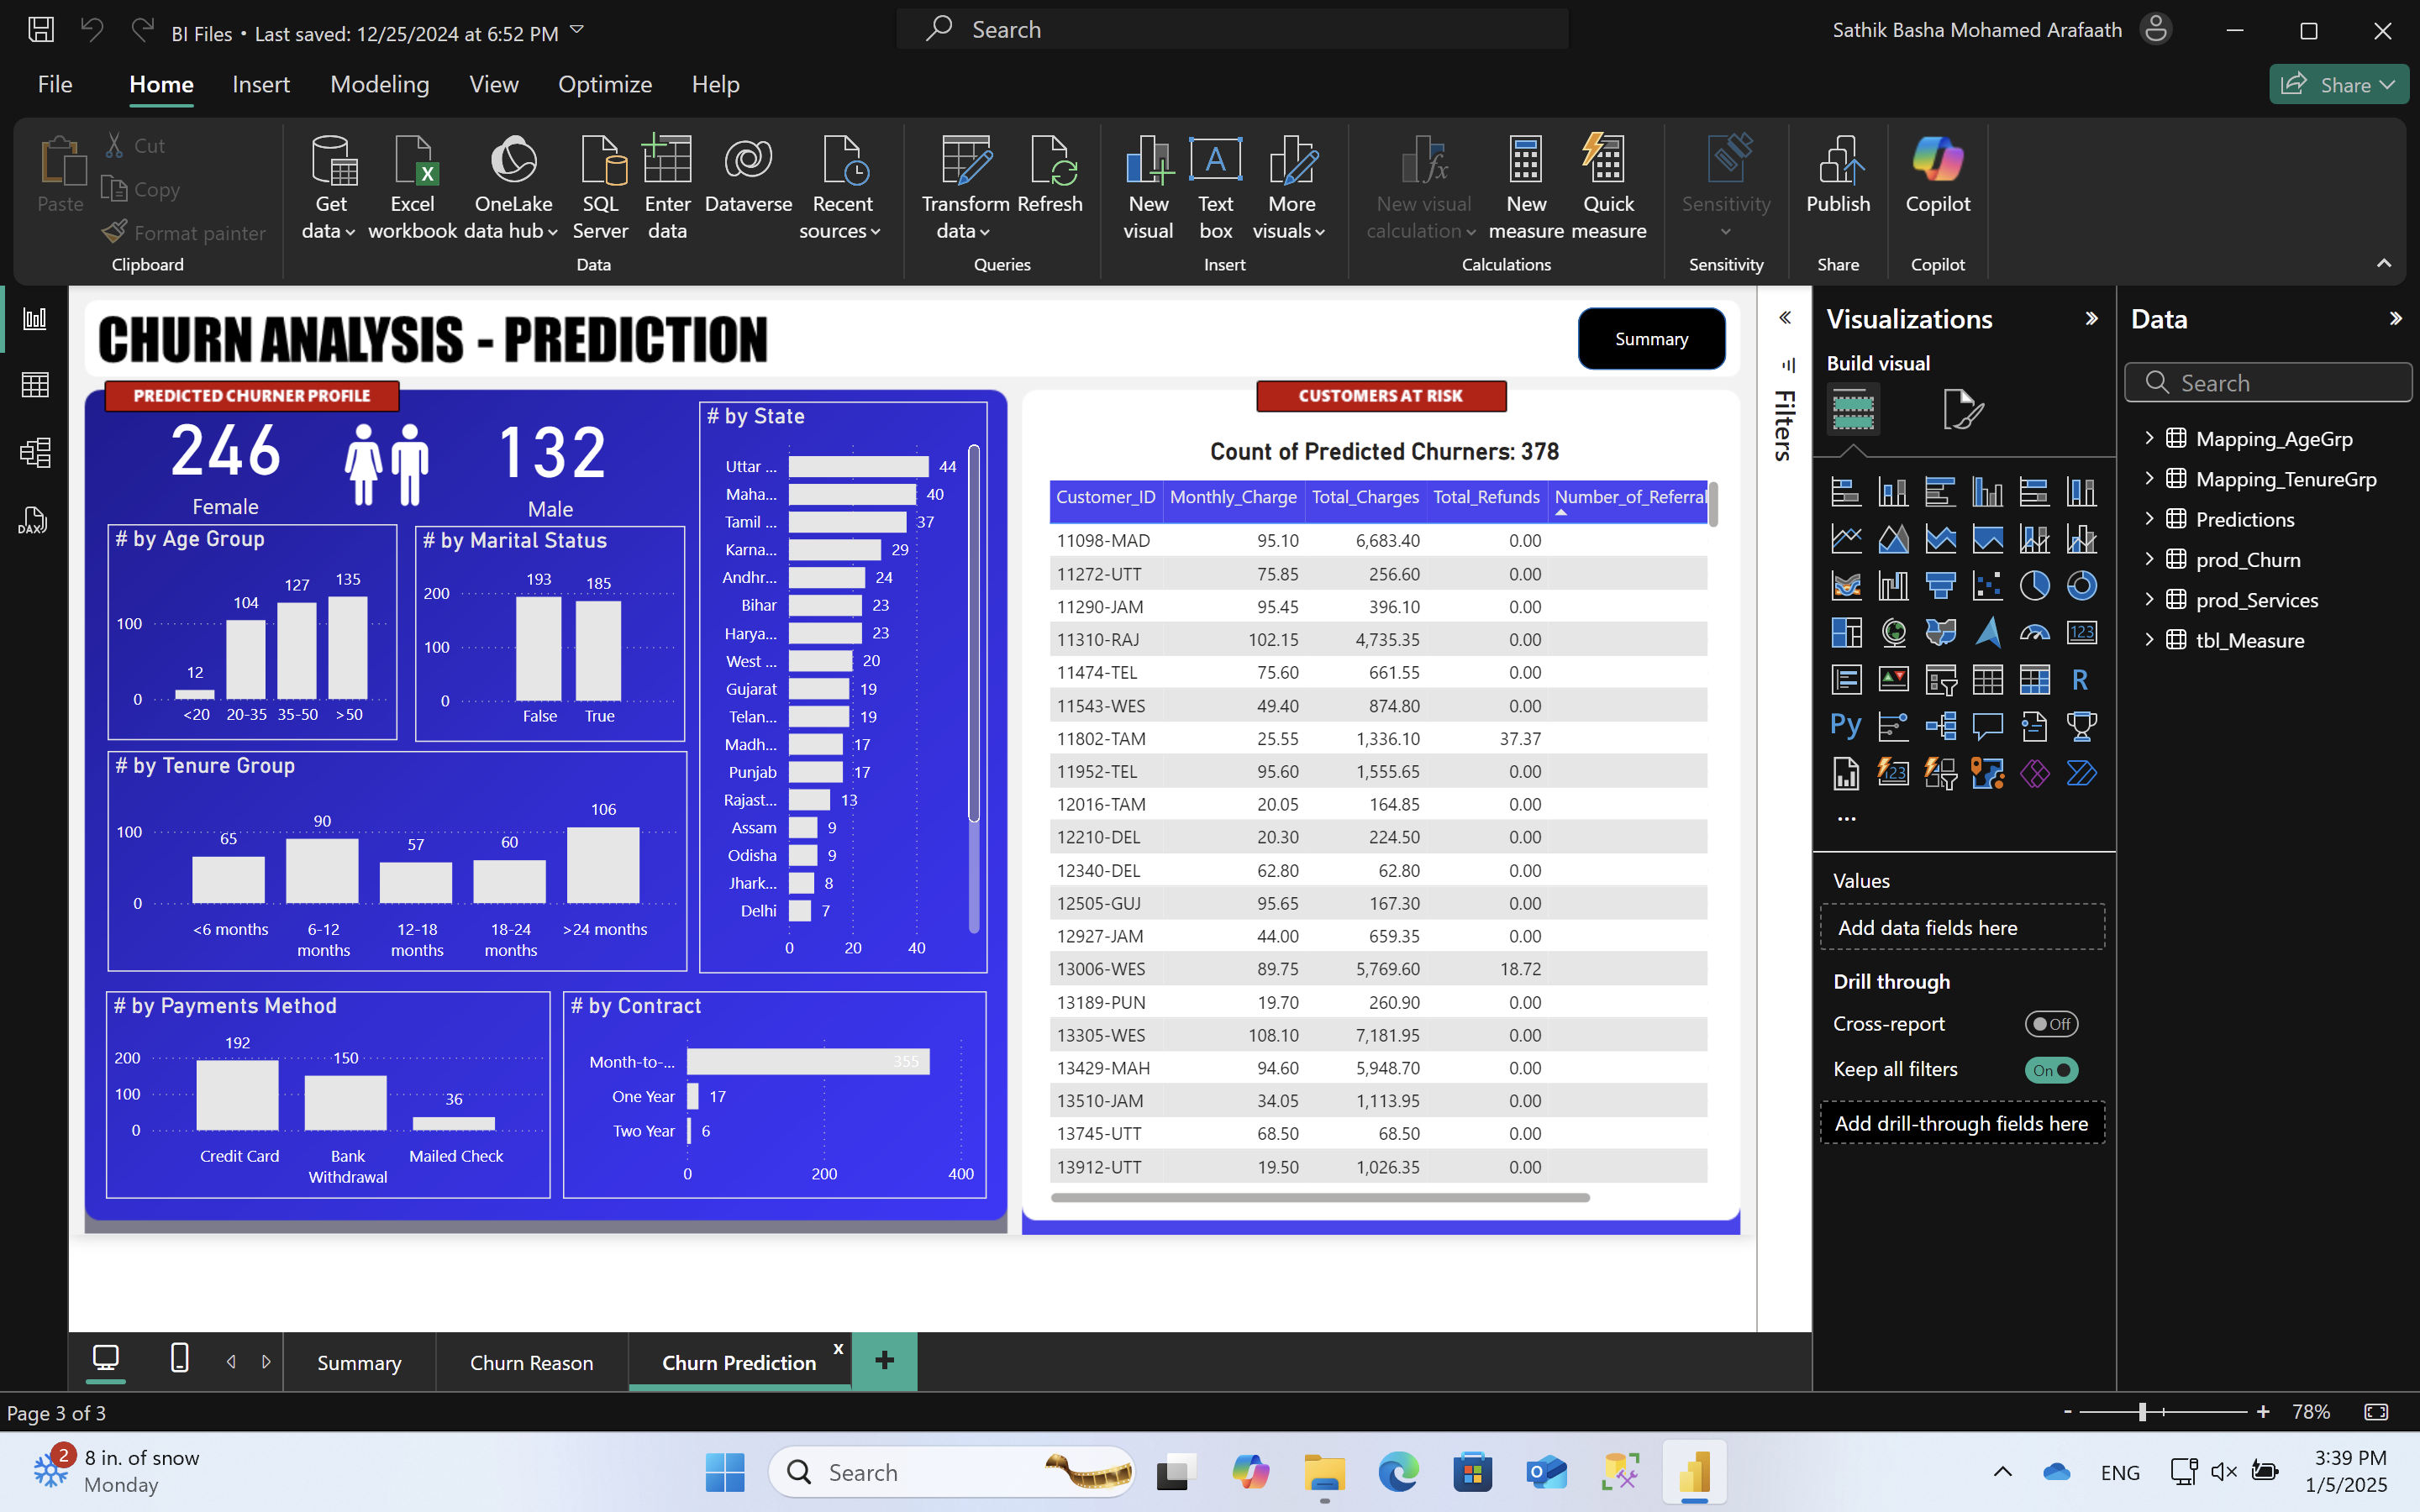 BI Files • Last saved: 12/25/2024 at 6:52 PM
Search
Sathik Basha Mohamed Arafaath
File Home Insert Modeling View Optimize Help
Share
Paste
Cut
Copy
Format painter
Clipboard
Get data
Excel workbook
OneLake data hub
SQL Server
Enter data
Dataverse
Recent sources
Data
Transform data
Refresh
Queries
New visual
Text box
More visuals
Insert
New visual calculation
New measure
Quick measure
Calculations
Sensitivity
Sensitivity
Publish
Share
Copilot
Copilot
DAX
CHURN ANALYSIS - PREDICTION
Summary
PREDICTED CHURNER PROFILE
246
Female
132
Male
# by Age Group
100
0
12
104
127
135
<20 20-35 35-50 >50
# by Marital Status
200
100
0
193
185
False True
# by Tenure Group
100
0
65
90
57
60
106
<6 months
6-12 months
12-18 months
18-24 months
>24 months
# by State
Uttar ... 44
Maha... 40
Tamil ... 37
Karna... 29
Andhr... 24
Bihar 23
Harya... 23
West ... 20
Gujarat 19
Telan... 19
Madh... 17
Punjab 17
Rajast... 13
Assam 9
Odisha 9
Jhark... 8
Delhi 7
0 20 40
# by Payments Method
200
100
0
192
150
36
Credit Card
Bank Withdrawal
Mailed Check
# by Contract
Month-to-... 355
One Year 17
Two Year 6
0 200 400
CUSTOMERS AT RISK
Count of Predicted Churners: 378
Customer_ID Monthly_Charge Total_Charges Total_Refunds Number_of_Referral
11098-MAD 95.10 6,683.40 0.00
11272-UTT 75.85 256.60 0.00
11290-JAM 95.45 396.10 0.00
11310-RAJ 102.15 4,735.35 0.00
11474-TEL 75.60 661.55 0.00
11543-WES 49.40 874.80 0.00
11802-TAM 25.55 1,336.10 37.37
11952-TEL 95.60 1,555.65 0.00
12016-TAM 20.05 164.85 0.00
12210-DEL 20.30 224.50 0.00
12340-DEL 62.80 62.80 0.00
12505-GUJ 95.65 167.30 0.00
12927-JAM 44.00 659.35 0.00
13006-WES 89.75 5,769.60 18.72
13189-PUN 19.70 260.90 0.00
13305-WES 108.10 7,181.95 0.00
13429-MAH 94.60 5,948.70 0.00
13510-JAM 34.05 1,113.95 0.00
13745-UTT 68.50 68.50 0.00
13912-UTT 19.50 1,026.35 0.00
Filters
Visualizations
Build visual
123
R
Py
123
...
Values
Add data fields here
Drill through
Cross-report Off
Keep all filters On
Add drill-through fields here
Data
Search
Mapping_AgeGrp
Mapping_TenureGrp
Predictions
prod_Churn
prod_Services
tbl_Measure
Summary
Churn Reason
Churn Prediction x
+
Page 3 of 3
- + 78%
2
8 in. of snow
Monday
Search
ENG
3:39 PM
1/5/2025